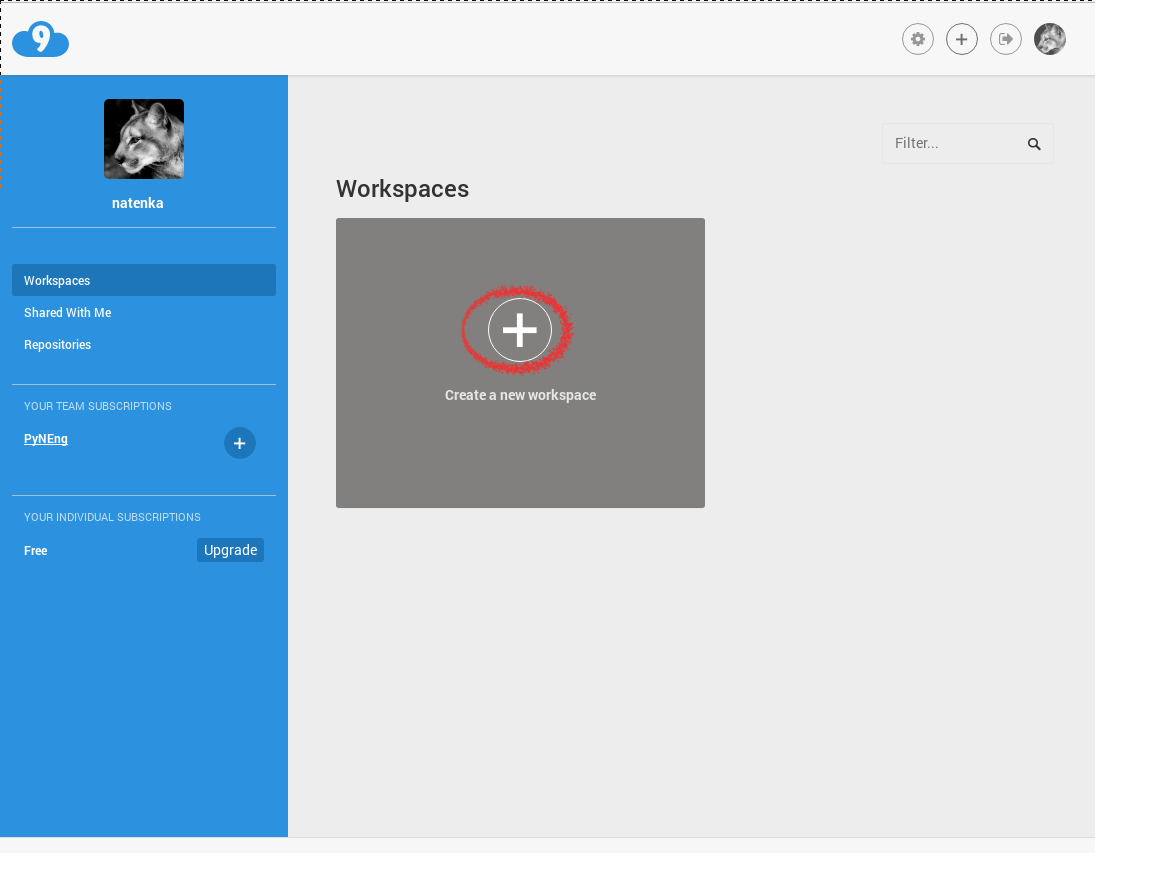 9
natenka
Workspaces
Shared With Me
Repositories
YOUR TEAM SUBSCRIPTIONS
PyNEng
YOUR INDIVIDUAL SUBSCRIPTIONS
Free
Upgrade
Filter...
Workspaces
Create a new workspace